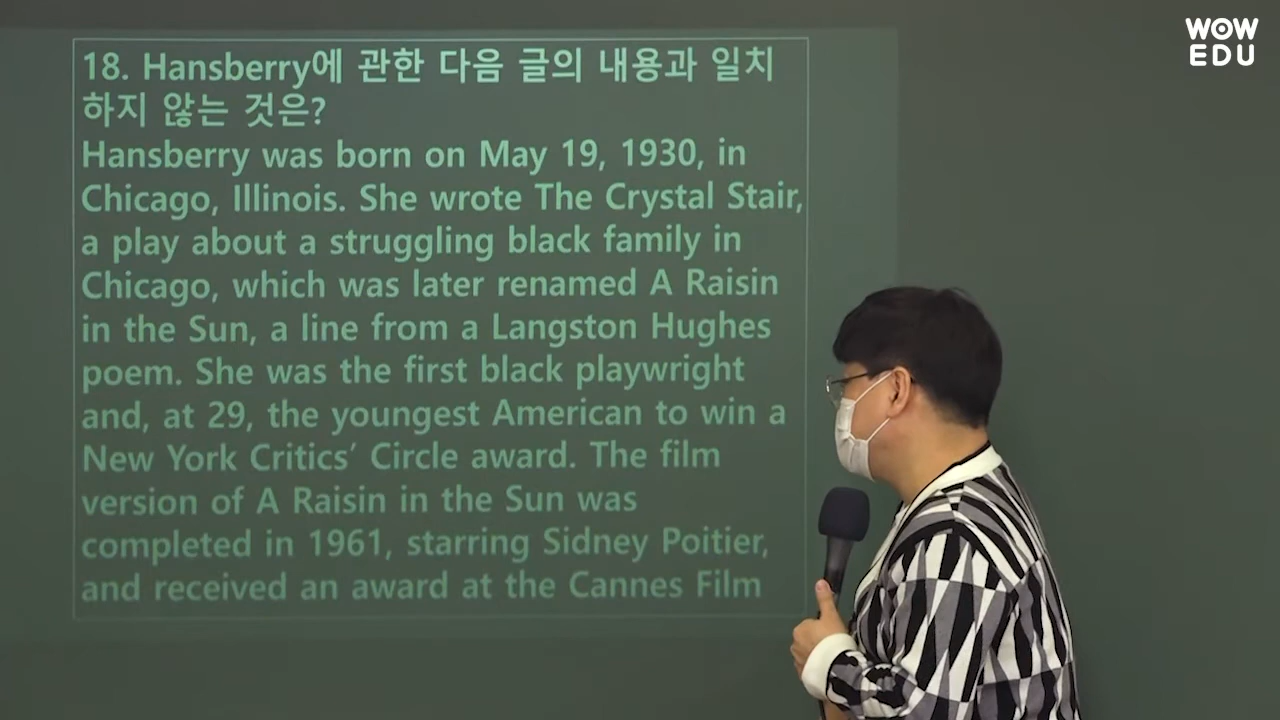 WOW
EDU
18. Hansberry에 관한 다음 글의 내용과 일치
하지 않는 것은?
Hansberry was born on May 19, 1930, in
Chicago, Illinois. She wrote The Crystal Stair,
a play about a struggling black family in
Chicago, which was later renamed A Raisin
in the Sun, a line from a Langston Hughes
poem. She was the first black playwright
and, at 29, the youngest American to win a
New York Critics’ Circle award. The film
version of A Raisin in the Sun was
completed in 1961, starring Sidney Poitier,
and received an award at the Cannes Film